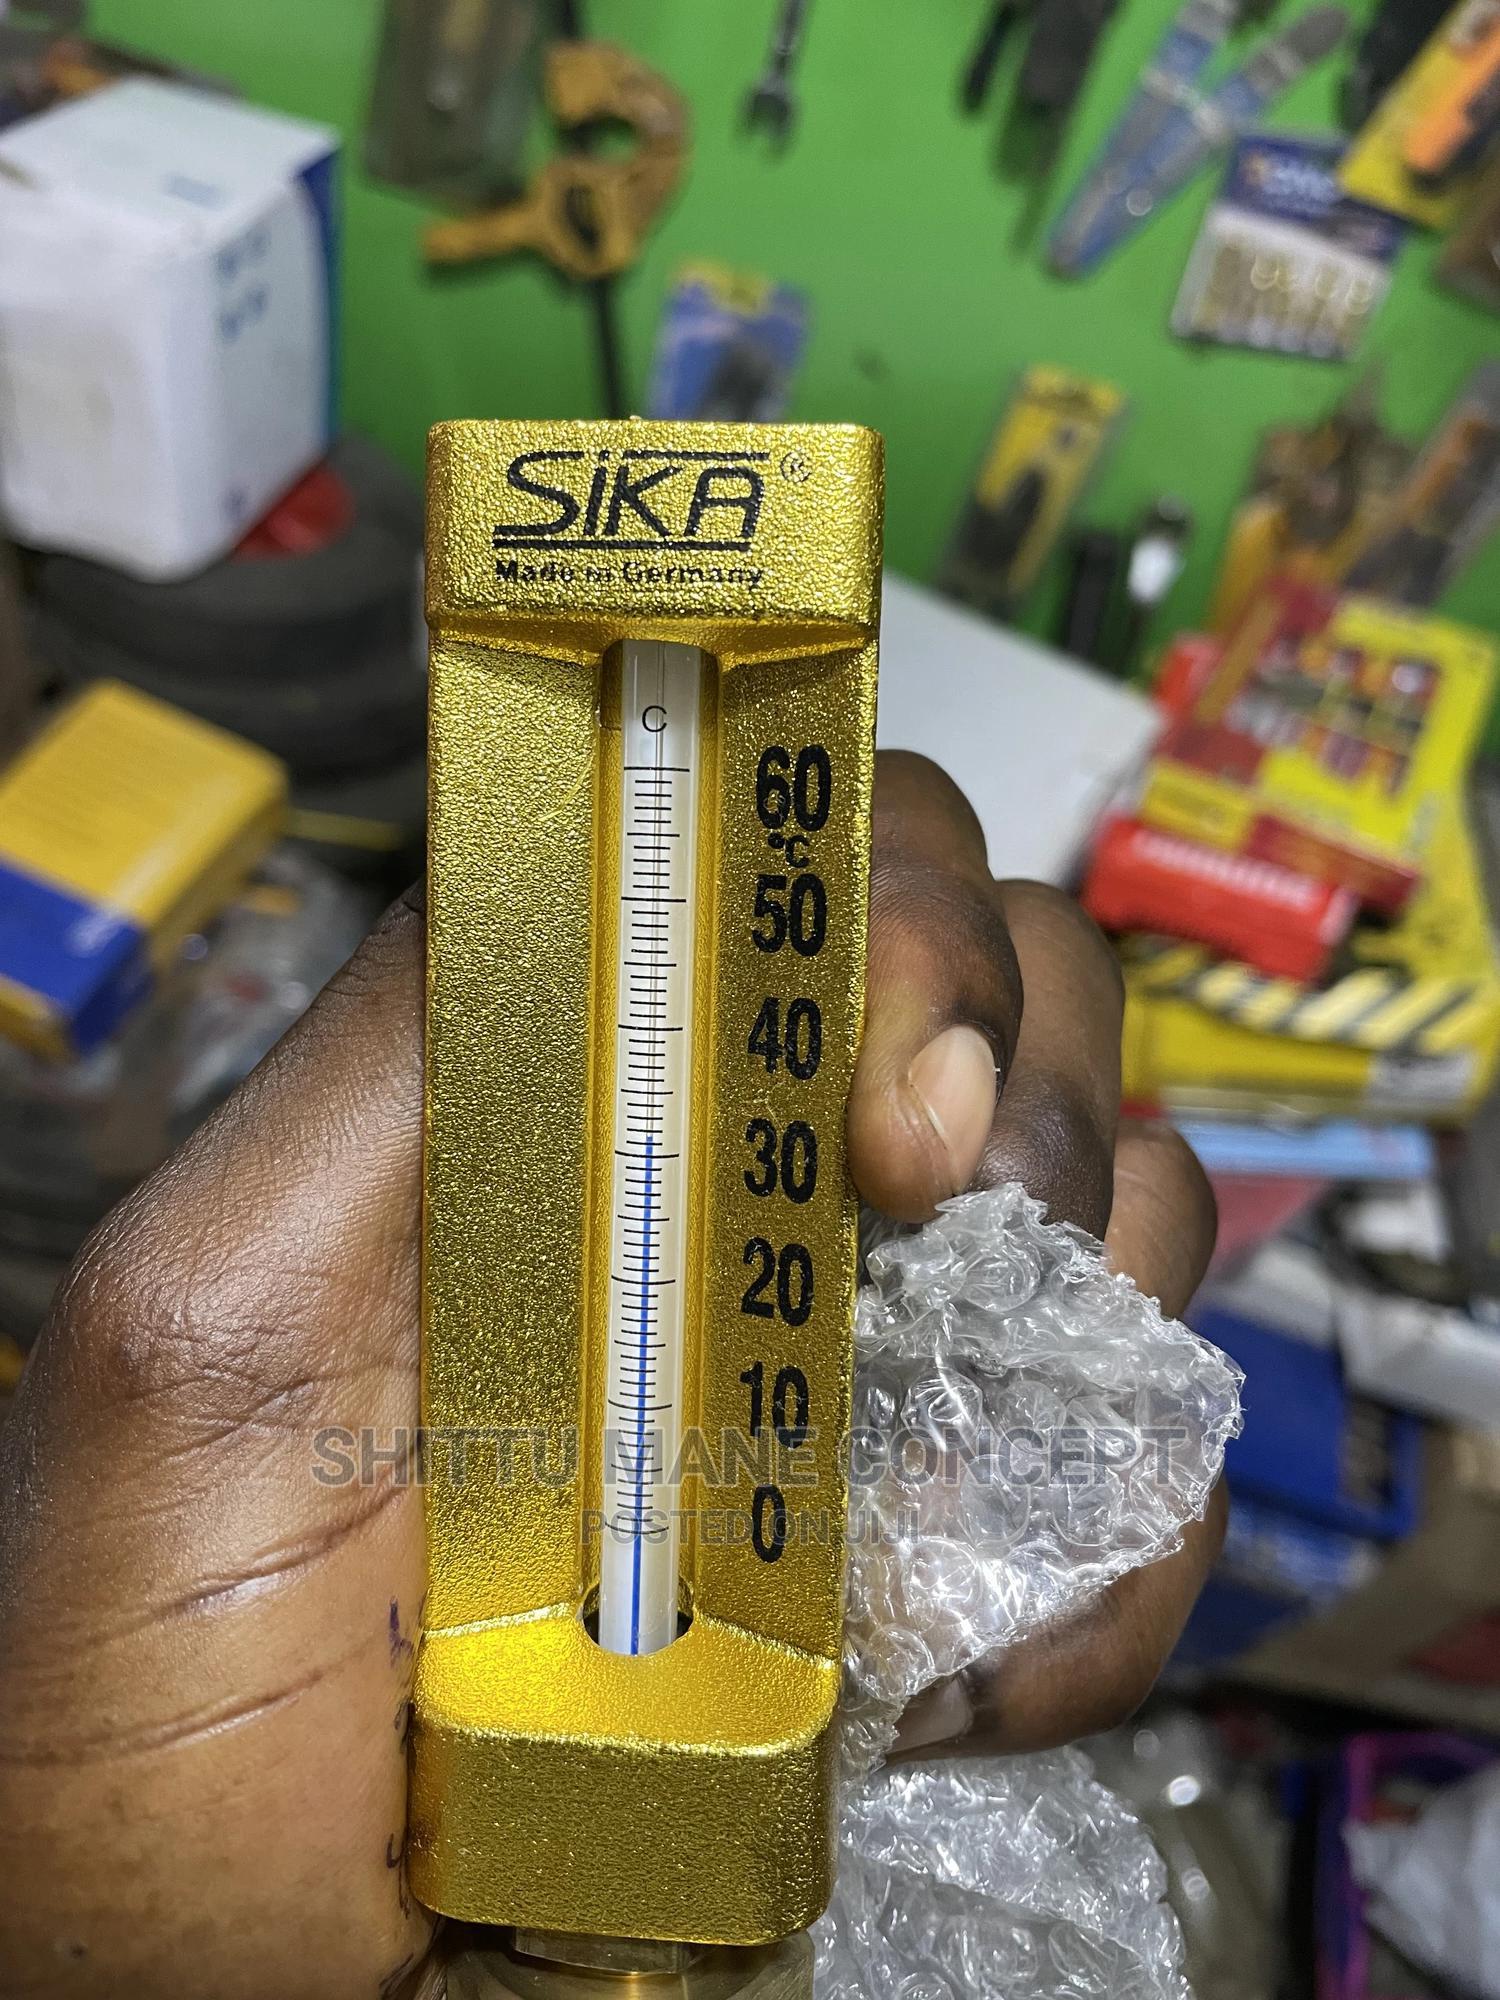 SiKA®
Made in Germany
C
60
°C
50
40
30
20
10
0
SHITTU MANE CONCEPT
POSTED ON JIJI